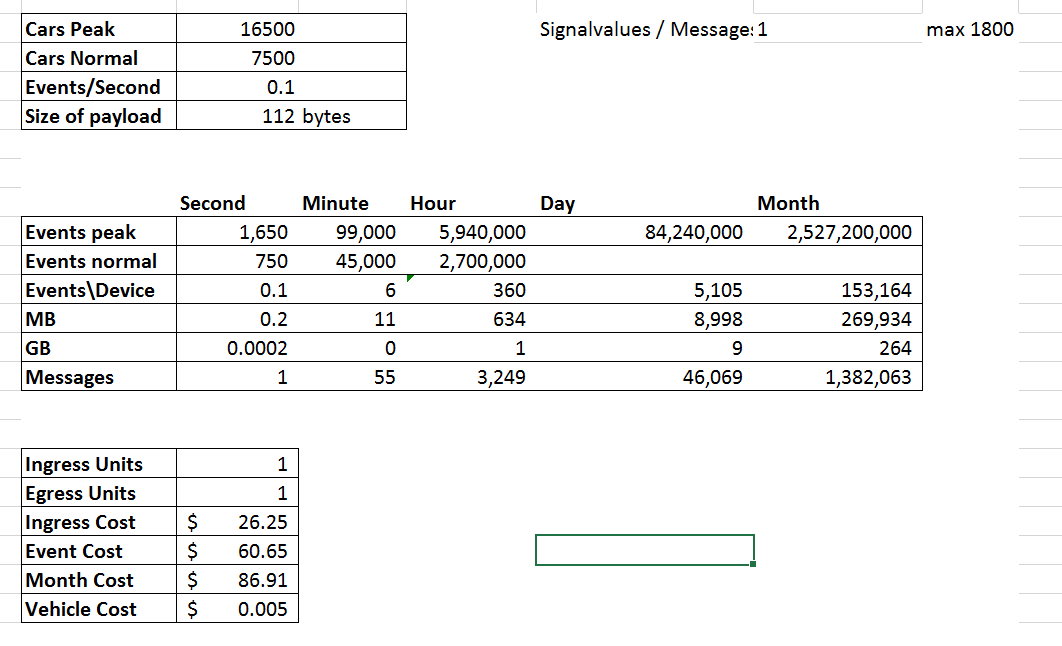 Cars Peak 16500 Signalvalues / Message: 1 max 1800
Cars Normal 7500
Events/Second 0.1
Size of payload 112 bytes
Second Minute Hour Day Month
Events peak 1,650 99,000 5,940,000 84,240,000 2,527,200,000
Events normal 750 45,000 2,700,000
Events\Device 0.1 6 360 5,105 153,164
MB 0.2 11 634 8,998 269,934
GB 0.0002 0 1 9 264
Messages 1 55 3,249 46,069 1,382,063
Ingress Units 1
Egress Units 1
Ingress Cost $ 26.25
Event Cost $ 60.65
Month Cost $ 86.91
Vehicle Cost $ 0.005